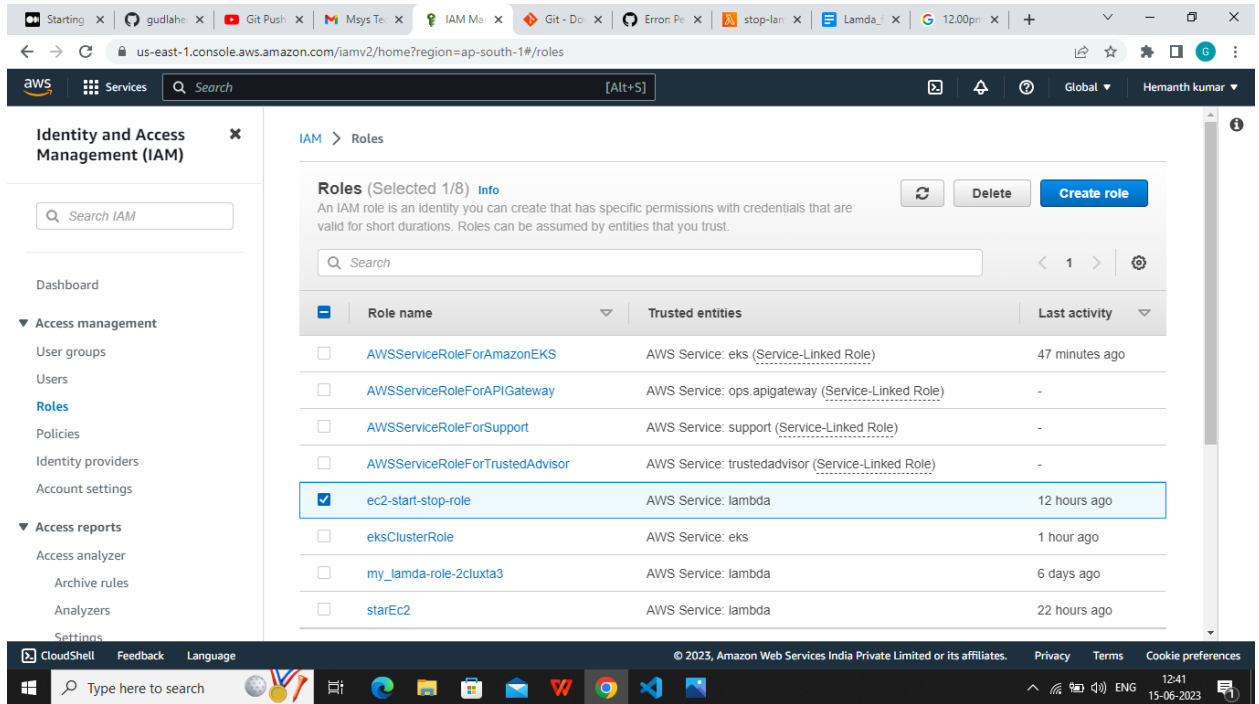 Starting
gudlahe
Git Push
Msys Tec
IAM Ma
Git - Do
Error: Pe
stop-lan
Lamda_
12.00pm
us-east-1.console.aws.amazon.com/iamv2/home?region=ap-south-1#/roles
G
aws
Services
Search
[Alt+S]
Global
Hemanth kumar
Identity and Access
Management (IAM)
Search IAM
Dashboard
Access management
User groups
Users
Roles
Policies
Identity providers
Account settings
Access reports
Access analyzer
Archive rules
Analyzers
Settings
IAM > Roles
Roles (Selected 1/8) Info
An IAM role is an identity you can create that has specific permissions with credentials that are
valid for short durations. Roles can be assumed by entities that you trust.
Delete
Create role
Search
1
Role name Trusted entities Last activity
AWSServiceRoleForAmazonEKS AWS Service: eks (Service-Linked Role) 47 minutes ago
AWSServiceRoleForAPIGateway AWS Service: ops.apigateway (Service-Linked Role) -
AWSServiceRoleForSupport AWS Service: support (Service-Linked Role) -
AWSServiceRoleForTrustedAdvisor AWS Service: trustedadvisor (Service-Linked Role) -
ec2-start-stop-role AWS Service: lambda 12 hours ago
eksClusterRole AWS Service: eks 1 hour ago
my_lamda-role-2cluxta3 AWS Service: lambda 6 days ago
starEc2 AWS Service: lambda 22 hours ago
CloudShell Feedback Language © 2023, Amazon Web Services India Private Limited or its affiliates. Privacy Terms Cookie preferences
Type here to search
ENG
12:41
15-06-2023